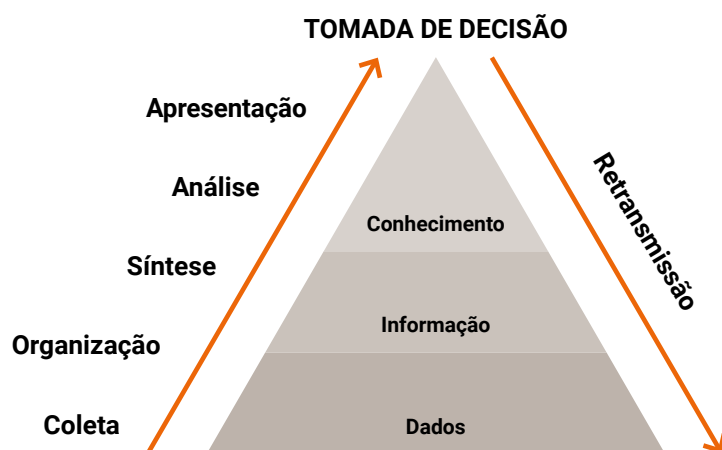 TOMADA DE DECISÃO
Apresentação
Análise
Síntese
Organização
Coleta
Conhecimento
Informação
Dados
Retransmissão